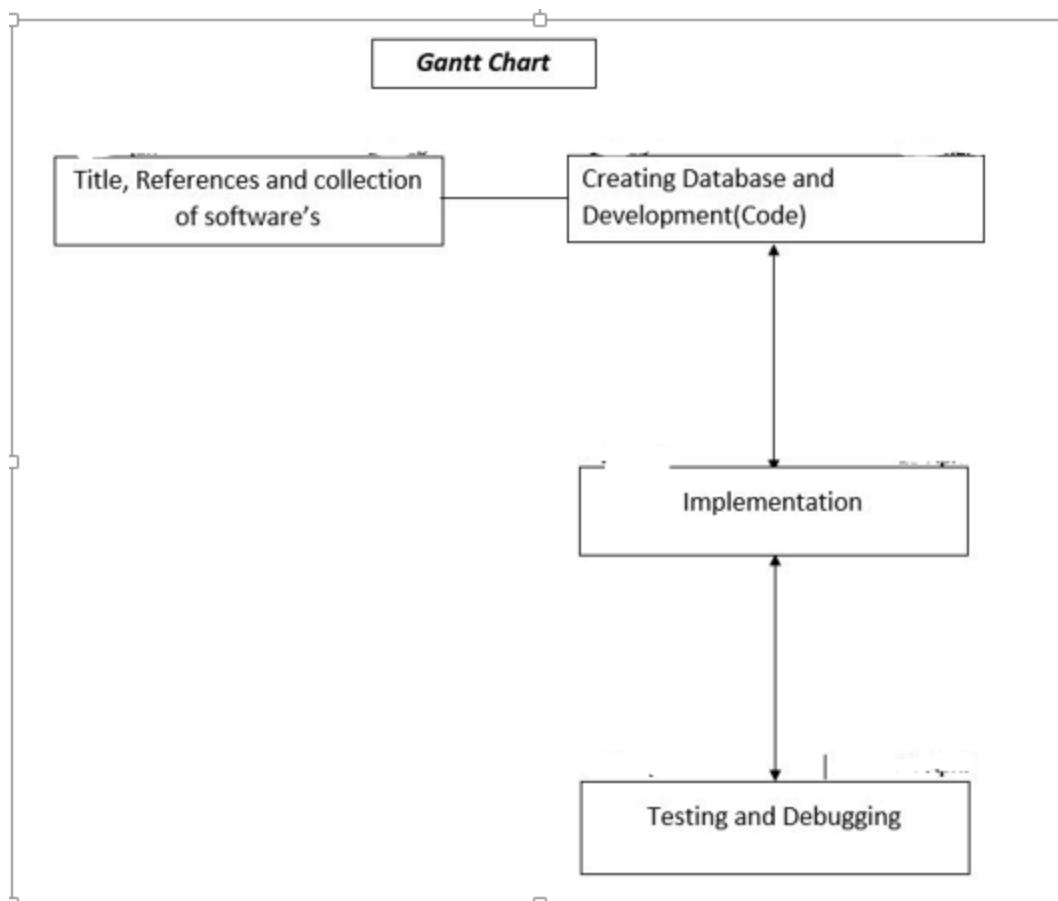 Gantt Chart
Title, References and collection
of software’s
Creating Database and
Development(Code)
Implementation
Testing and Debugging